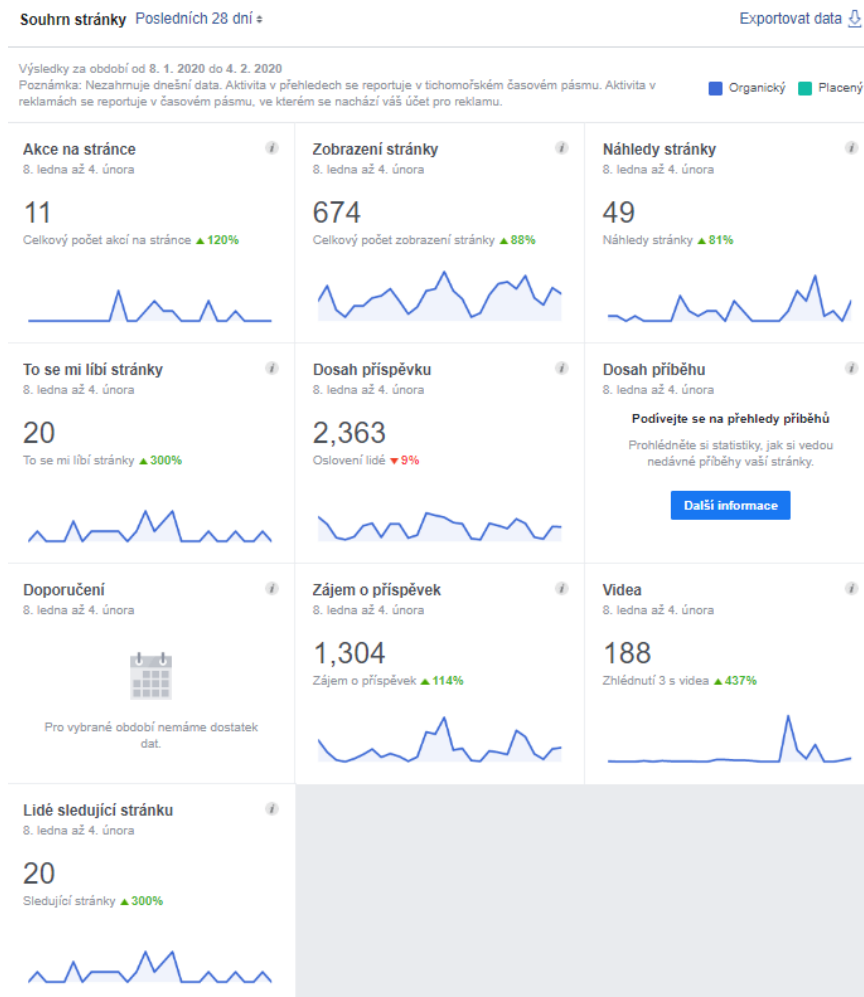 Souhrn stránky Posledních 28 dní
Exportovat data
Výsledky za období od 8. 1. 2020 do 4. 2. 2020
Poznámka: Nezahrnuje dnešní data. Aktivita v přehledech se reportuje v tichomořském časovém pásmu. Aktivita v
reklamách se reportuje v časovém pásmu, ve kterém se nachází váš účet pro reklamu.
Organický Placený
Akce na stránce
8. ledna až 4. února
11
Celkový počet akcí na stránce ▲120%
Zobrazení stránky
8. ledna až 4. února
674
Celkový počet zobrazení stránky ▲88%
Náhledy stránky
8. ledna až 4. února
49
Náhledy stránky ▲81%
To se mi líbí stránky
8. ledna až 4. února
20
To se mi líbí stránky ▲300%
Dosah příspěvku
8. ledna až 4. února
2,363
Oslovení lidé ▼9%
Dosah příběhu
8. ledna až 4. února
Podívejte se na přehledy příběhů
Prohlédněte si statistiky, jak si vedou
nedávné příběhy vaší stránky.
Další informace
Doporučení
8. ledna až 4. února
Pro vybrané období nemáme dostatek
dat.
Zájem o příspěvek
8. ledna až 4. února
1,304
Zájem o příspěvek ▲114%
Videa
8. ledna až 4. února
188
Zhlédnutí 3 s videa ▲437%
Lidé sledující stránku
8. ledna až 4. února
20
Sledující stránky ▲300%